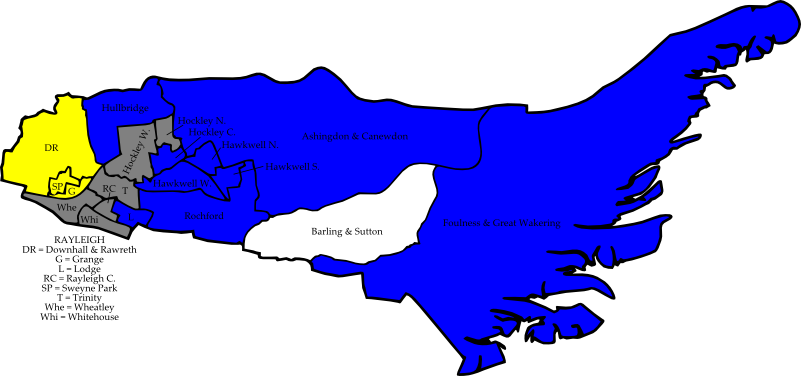 Hullbridge
Hockley N.
Hockley C.
Hockley W.
Hawkwell N.
Hawkwell S.
Ashingdon & Canewdon
DR
SP
G
RC
T
Hawkwell W.
Whe
Whi
L
Rochford
Barling & Sutton
Foulness & Great Wakering
RAYLEIGH
DR = Downhall & Rawreth
G = Grange
L = Lodge
RC = Rayleigh C.
SP = Sweyne Park
T = Trinity
Whe = Wheatley
Whi = Whitehouse